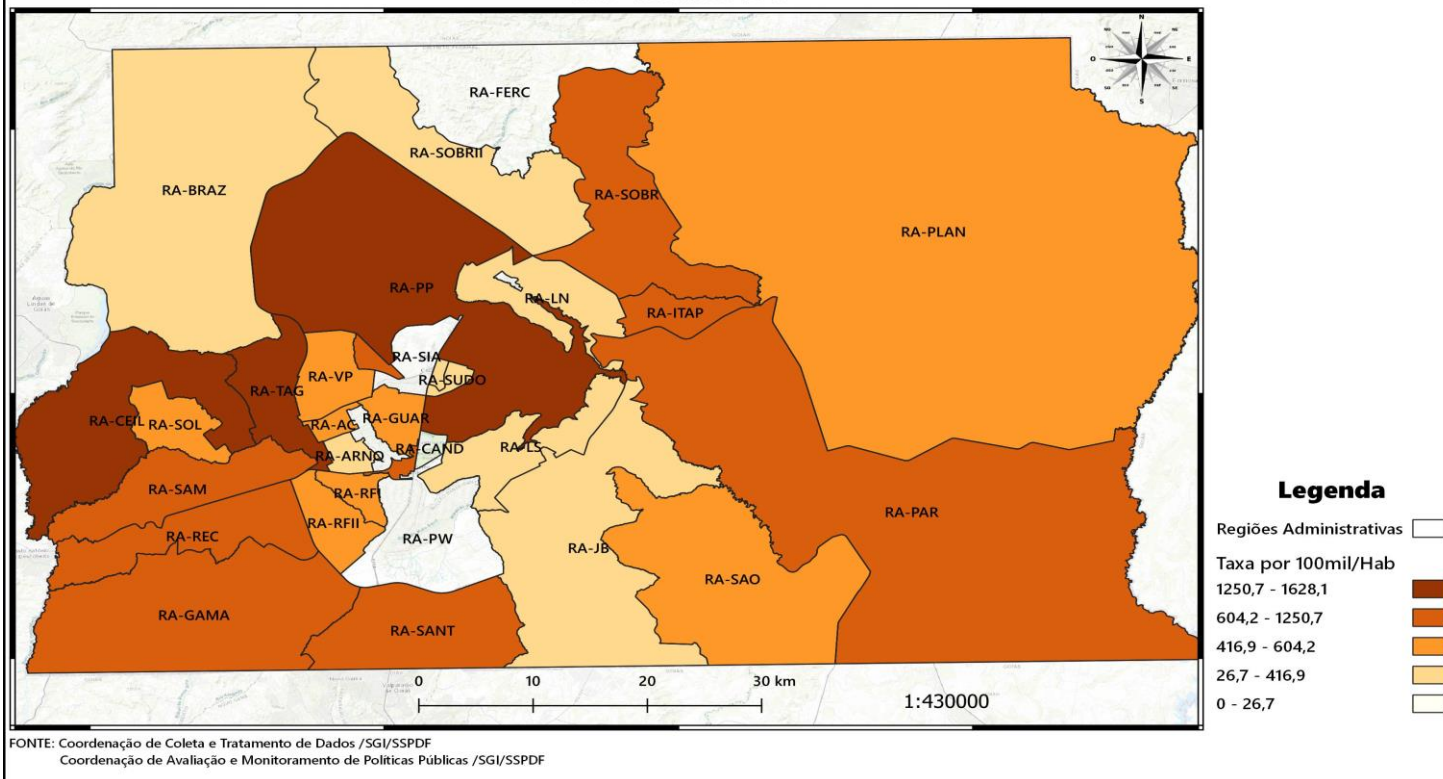 N
O
E
S
RA-FERC
RA-SOBRII
RA-BRAZ
RA-SOBR
RA-PLAN
RA-PP
RA-LN
RA-ITAP
RA-SIA
RA-VP
RA-SUDO
RA-TAG
RA-CEIL
RA-SOL
RA-AC
RA-GUAR
RA-ARNQ
RA-CAND
RA-LS
RA-SAM
RA-RFI
RA-RFII
RA-REC
RA-PW
RA-JB
RA-PAR
RA-SAO
RA-GAMA
RA-SANT
0 10 20 30 km
1:430000
Legenda
Regiões Administrativas
Taxa por 100mil/Hab
1250,7 - 1628,1
604,2 - 1250,7
416,9 - 604,2
26,7 - 416,9
0 - 26,7
FONTE: Coordenação de Coleta e Tratamento de Dados /SGI/SSPDF
Coordenação de Avaliação e Monitoramento de Políticas Públicas /SGI/SSPDF